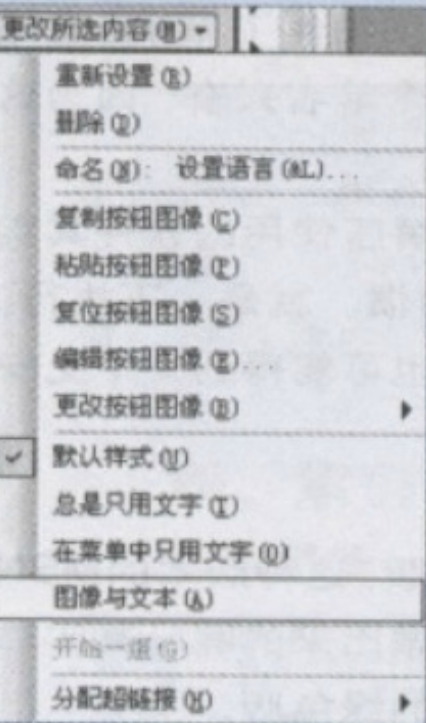 更改所选内容(M)
重新设置(R)
删除(D)
命名(N): 设置语言(&L)...
复制按钮图像(C)
粘贴按钮图像(P)
复位按钮图像(S)
编辑按钮图像(E)...
更改按钮图像(B)
默认样式(U)
总是只用文字(T)
在菜单中只用文字(O)
图像与文本(A)
开始一组(G)
分配超链接(K)